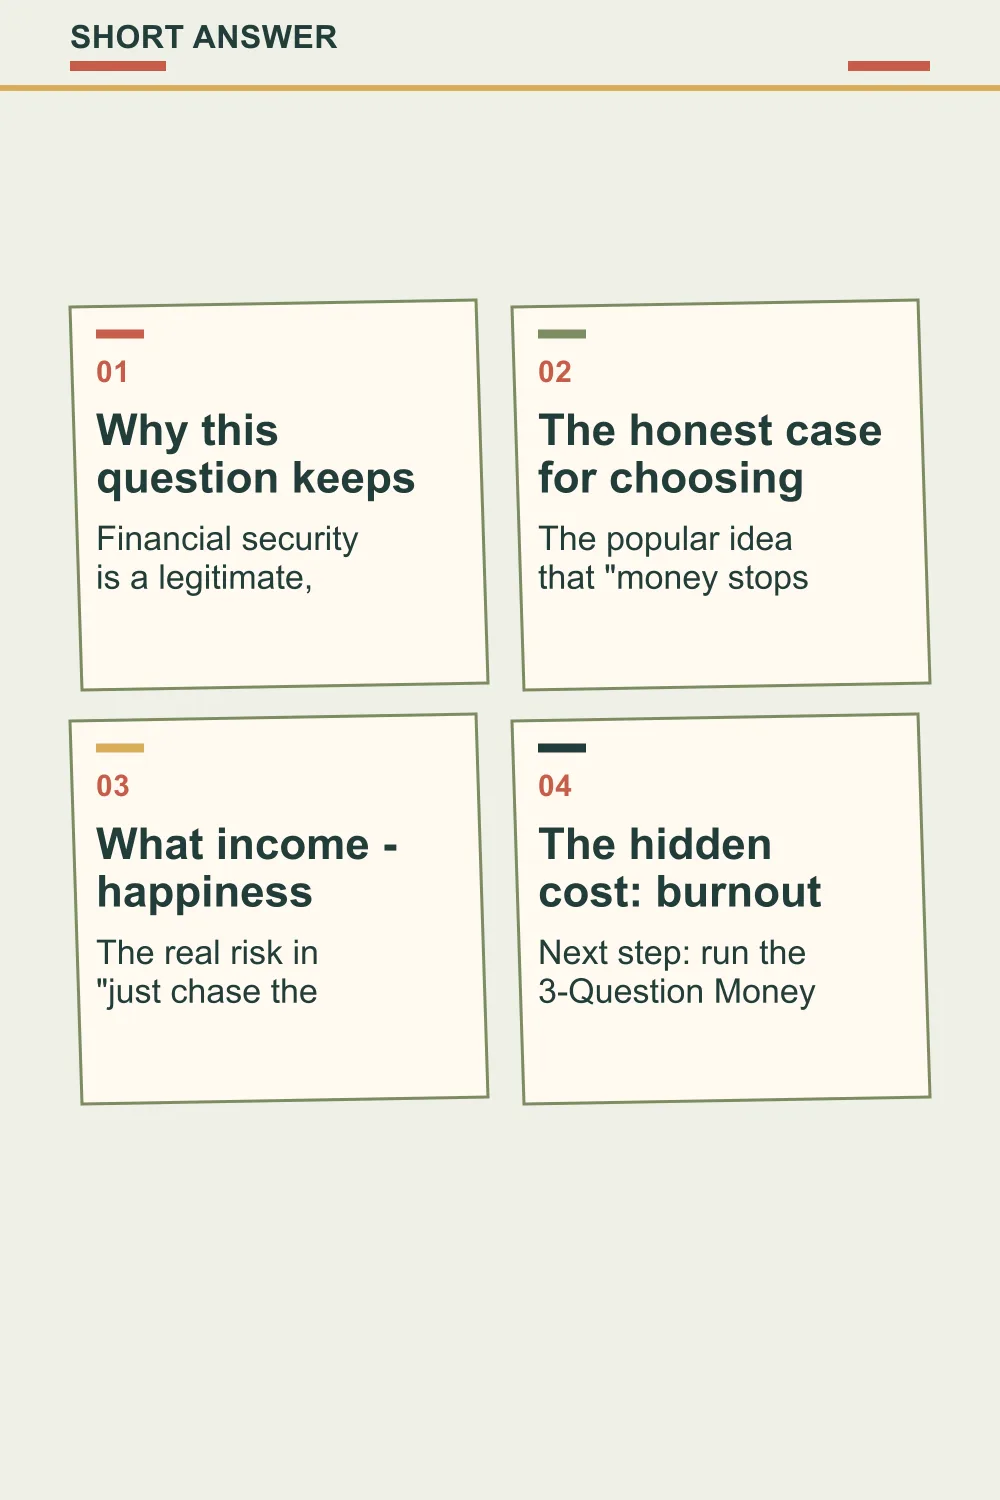 SHORT ANSWER
01
Why this
question keeps
Financial security
is a legitimate,
02
The honest case
for choosing
The popular idea
that "money stops
03
What income -
happiness
The real risk in
"just chase the
04
The hidden
cost: burnout
Next step: run the
3-Question Money